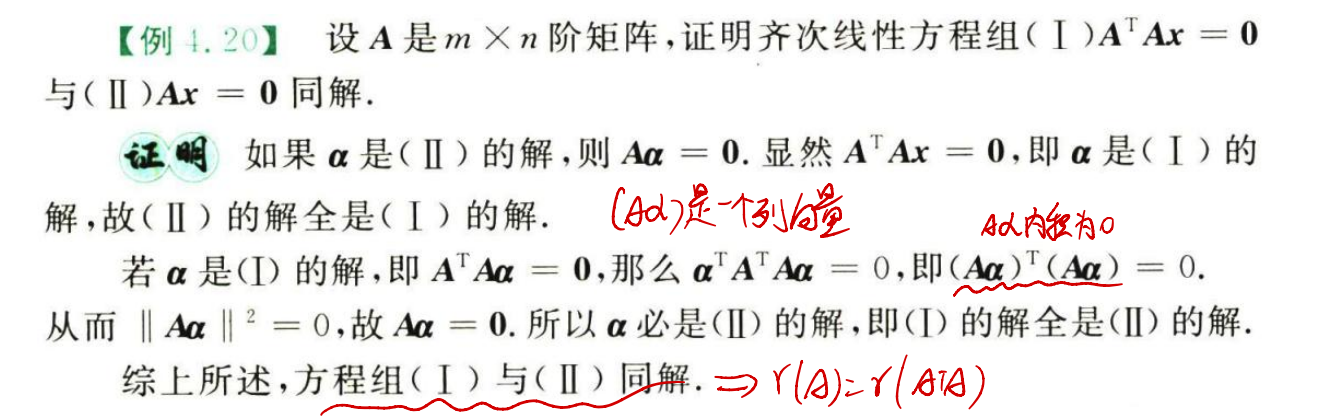 【例 4.20】 设 A 是 m × n 阶矩阵,证明齐次线性方程组(Ⅰ)AᵀAx = 0
与(Ⅱ)Ax = 0 同解.
证明 如果 α 是(Ⅱ)的解,则 Aα = 0. 显然 AᵀAx = 0,即 α 是(Ⅰ)的
解,故(Ⅱ)的解全是(Ⅰ)的解.
(Aα)是一个列向量
Aα内积为0
若 α 是(Ⅰ) 的解,即 AᵀAα = 0,那么 αᵀAᵀAα = 0,即(Aα)ᵀ(Aα) = 0.
从而 ‖Aα‖² = 0,故 Aα = 0. 所以 α 必是(Ⅱ) 的解,即(Ⅰ) 的解全是(Ⅱ) 的解.
综上所述,方程组(Ⅰ)与(Ⅱ)同解. ⇒ r(A)=r(AᵀA)